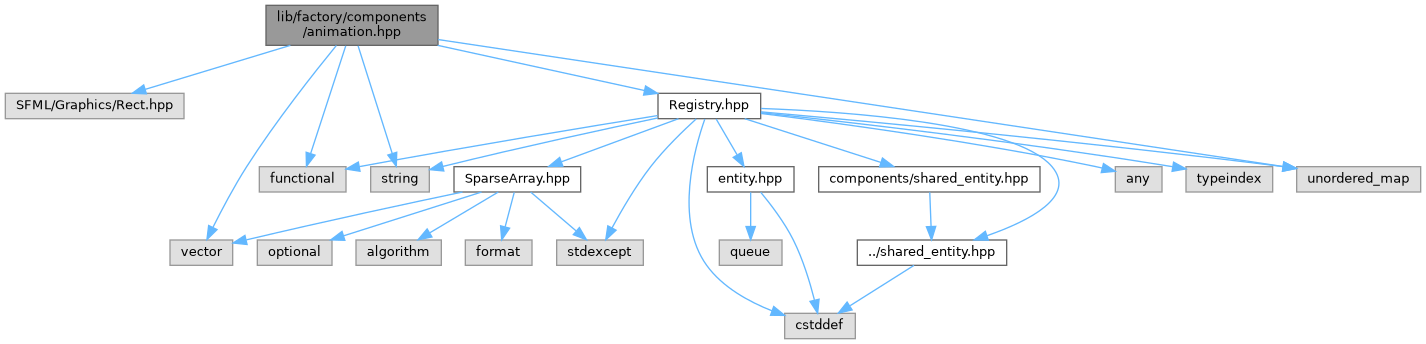 lib/factory/components
/animation.hpp
SFML/Graphics/Rect.hpp
Registry.hpp
functional
string
SparseArray.hpp
entity.hpp
components/shared_entity.hpp
any
typeindex
unordered_map
vector
optional
algorithm
format
stdexcept
queue
../shared_entity.hpp
cstddef